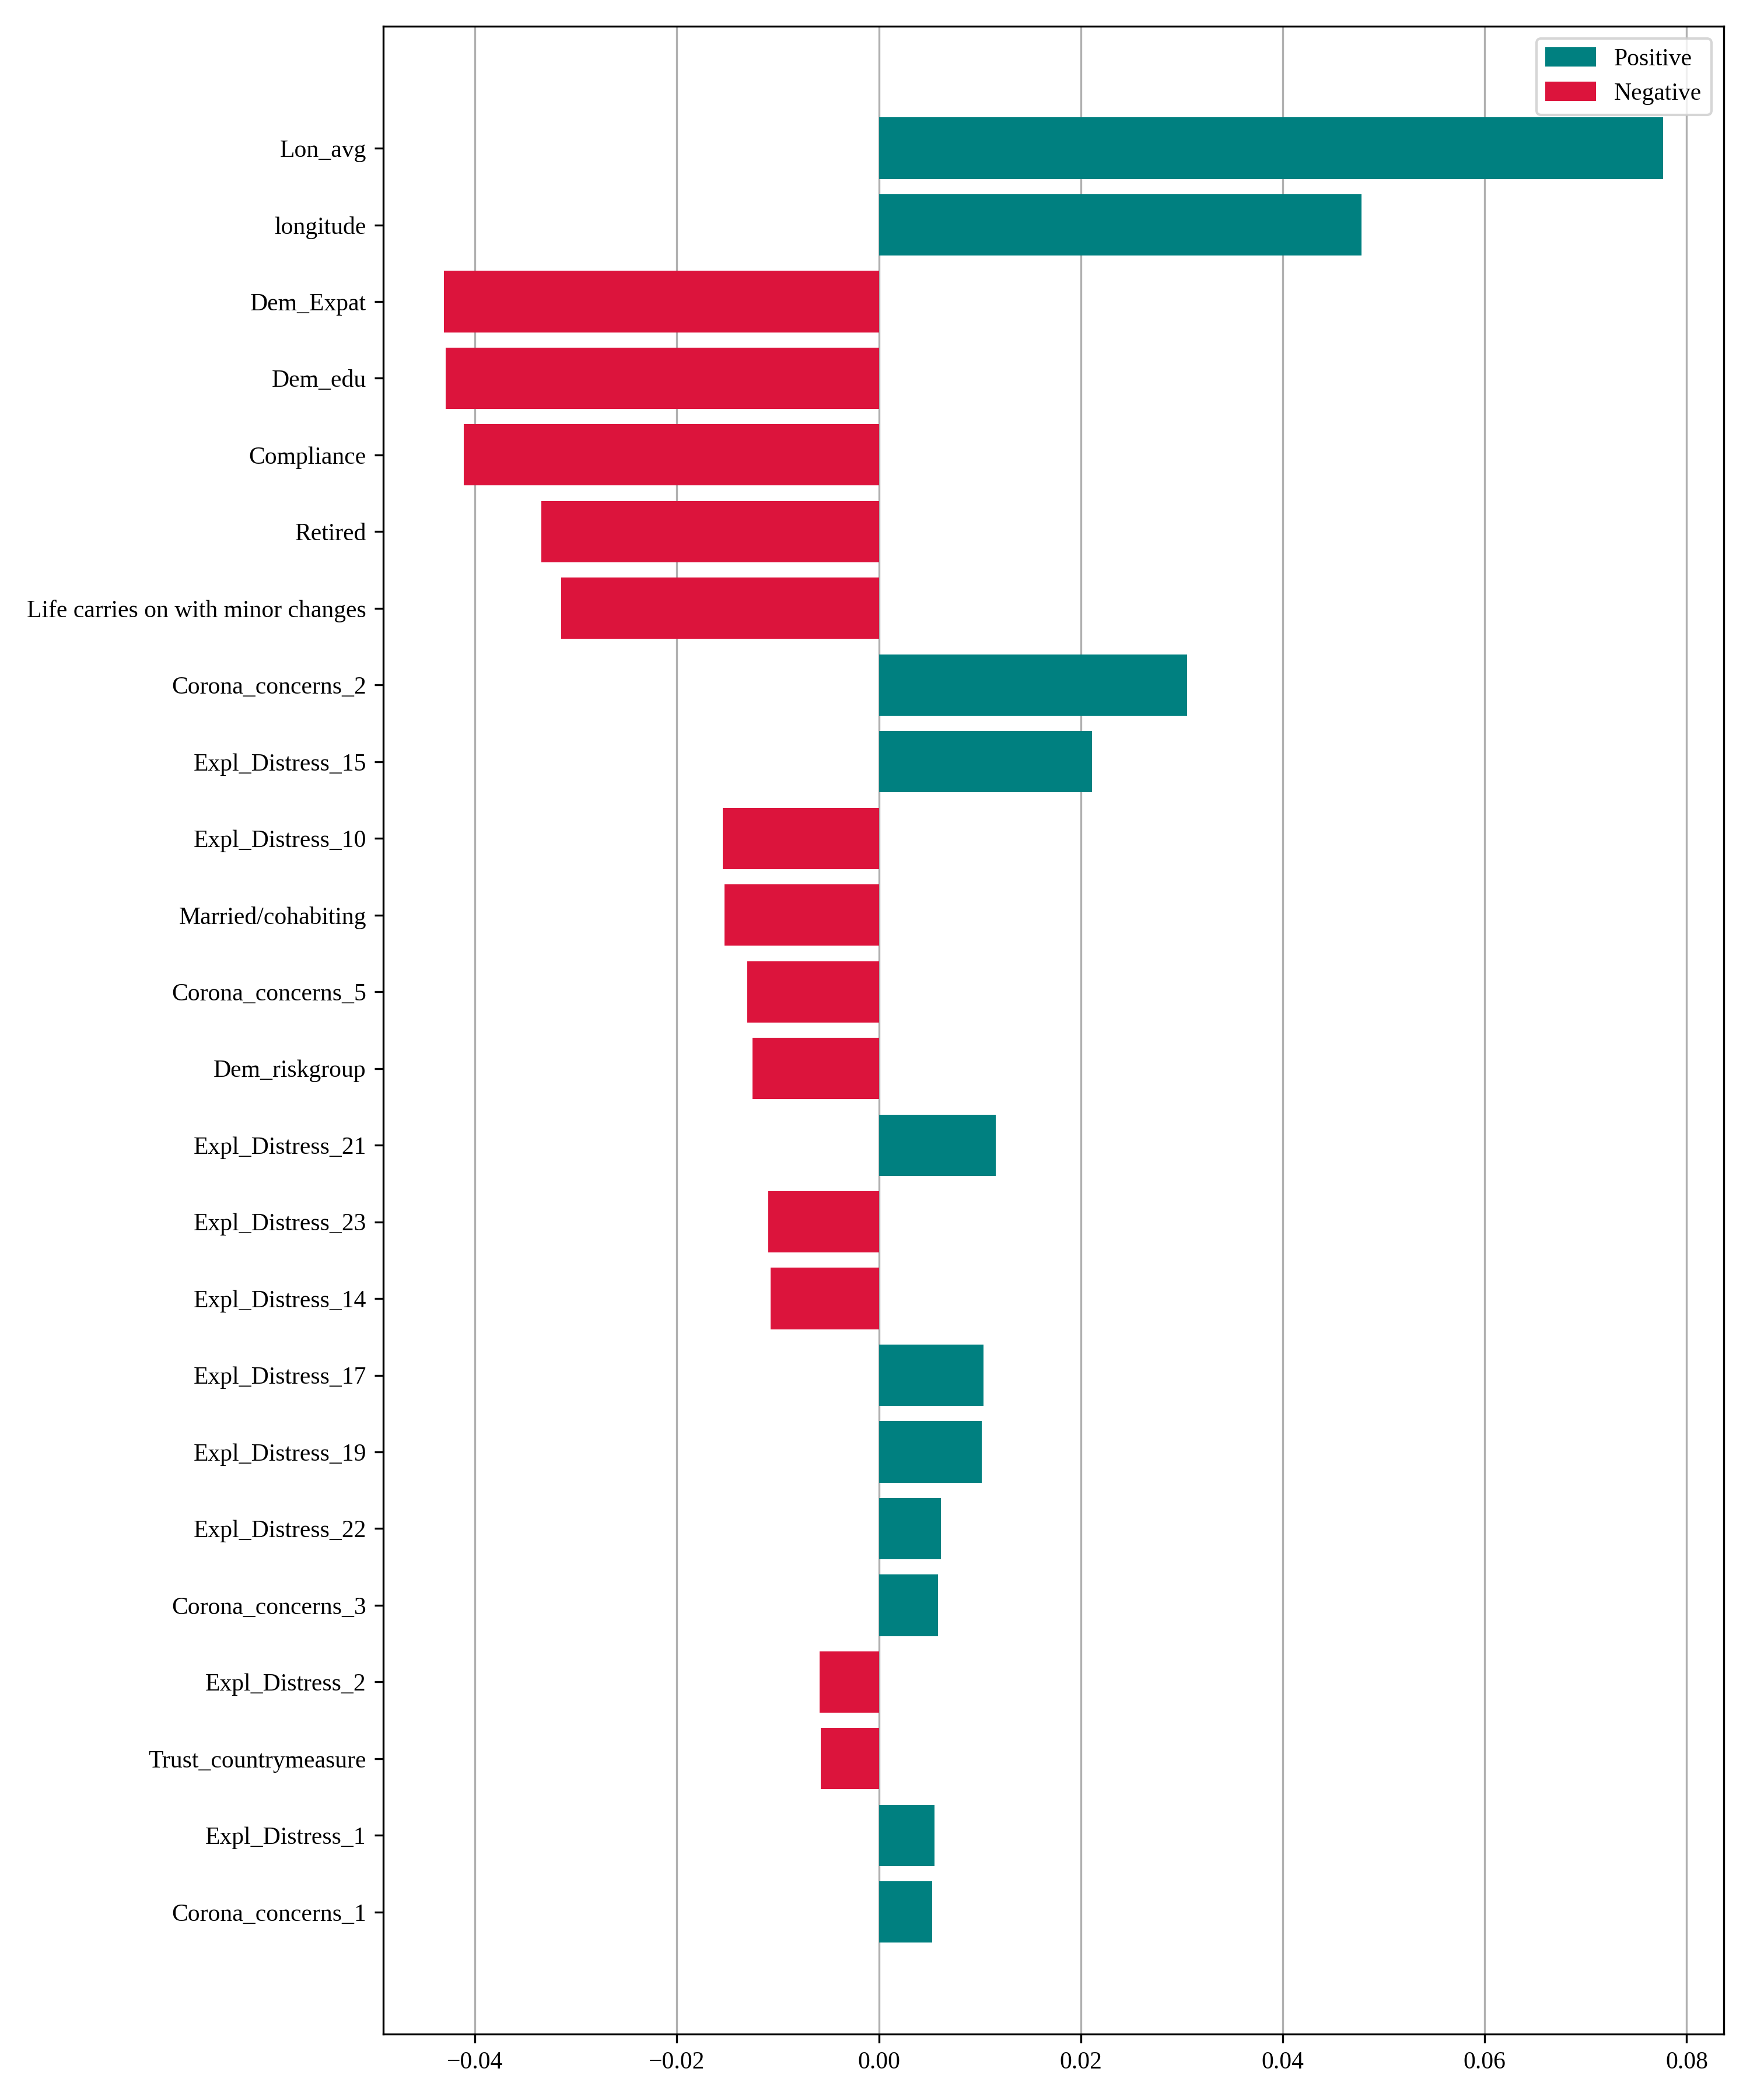 Positive
Negative
Lon_avg
longitude
Dem_Expat
Dem_edu
Compliance
Retired
Life carries on with minor changes
Corona_concerns_2
Expl_Distress_15
Expl_Distress_10
Married/cohabiting
Corona_concerns_5
Dem_riskgroup
Expl_Distress_21
Expl_Distress_23
Expl_Distress_14
Expl_Distress_17
Expl_Distress_19
Expl_Distress_22
Corona_concerns_3
Expl_Distress_2
Trust_countrymeasure
Expl_Distress_1
Corona_concerns_1
−0.04 −0.02 0.00 0.02 0.04 0.06 0.08